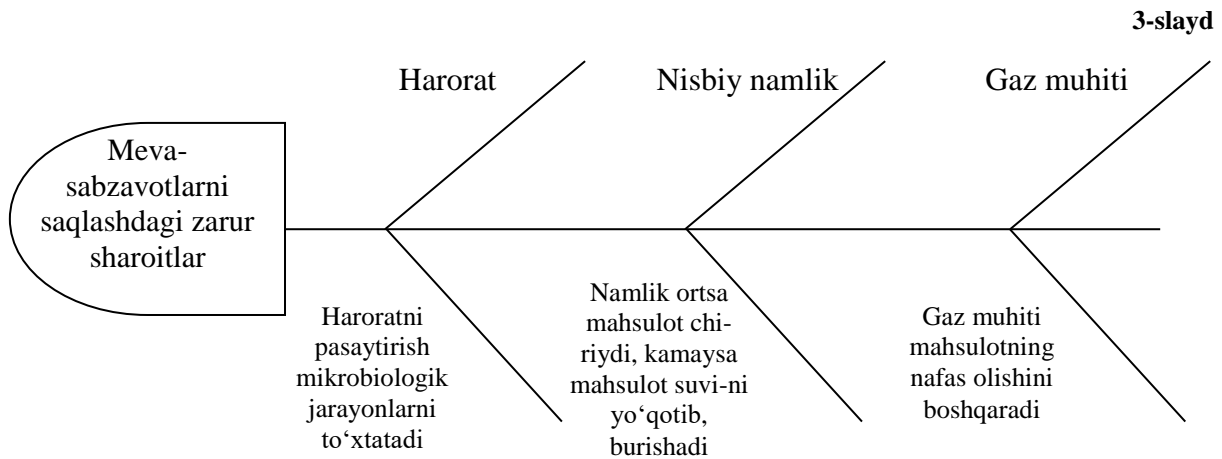 3-slayd
Harorat
Nisbiy namlik
Gaz muhiti
Meva-
sabzavotlarni
saqlashdagi zarur
sharoitlar
Haroratni
pasaytirish
mikrobiologik
jarayonlarni
to‘xtatadi
Namlik ortsa
mahsulot chi-
riydi, kamaysa
mahsulot suvi-ni
yo‘qotib,
burishadi
Gaz muhiti
mahsulotning
nafas olishini
boshqaradi